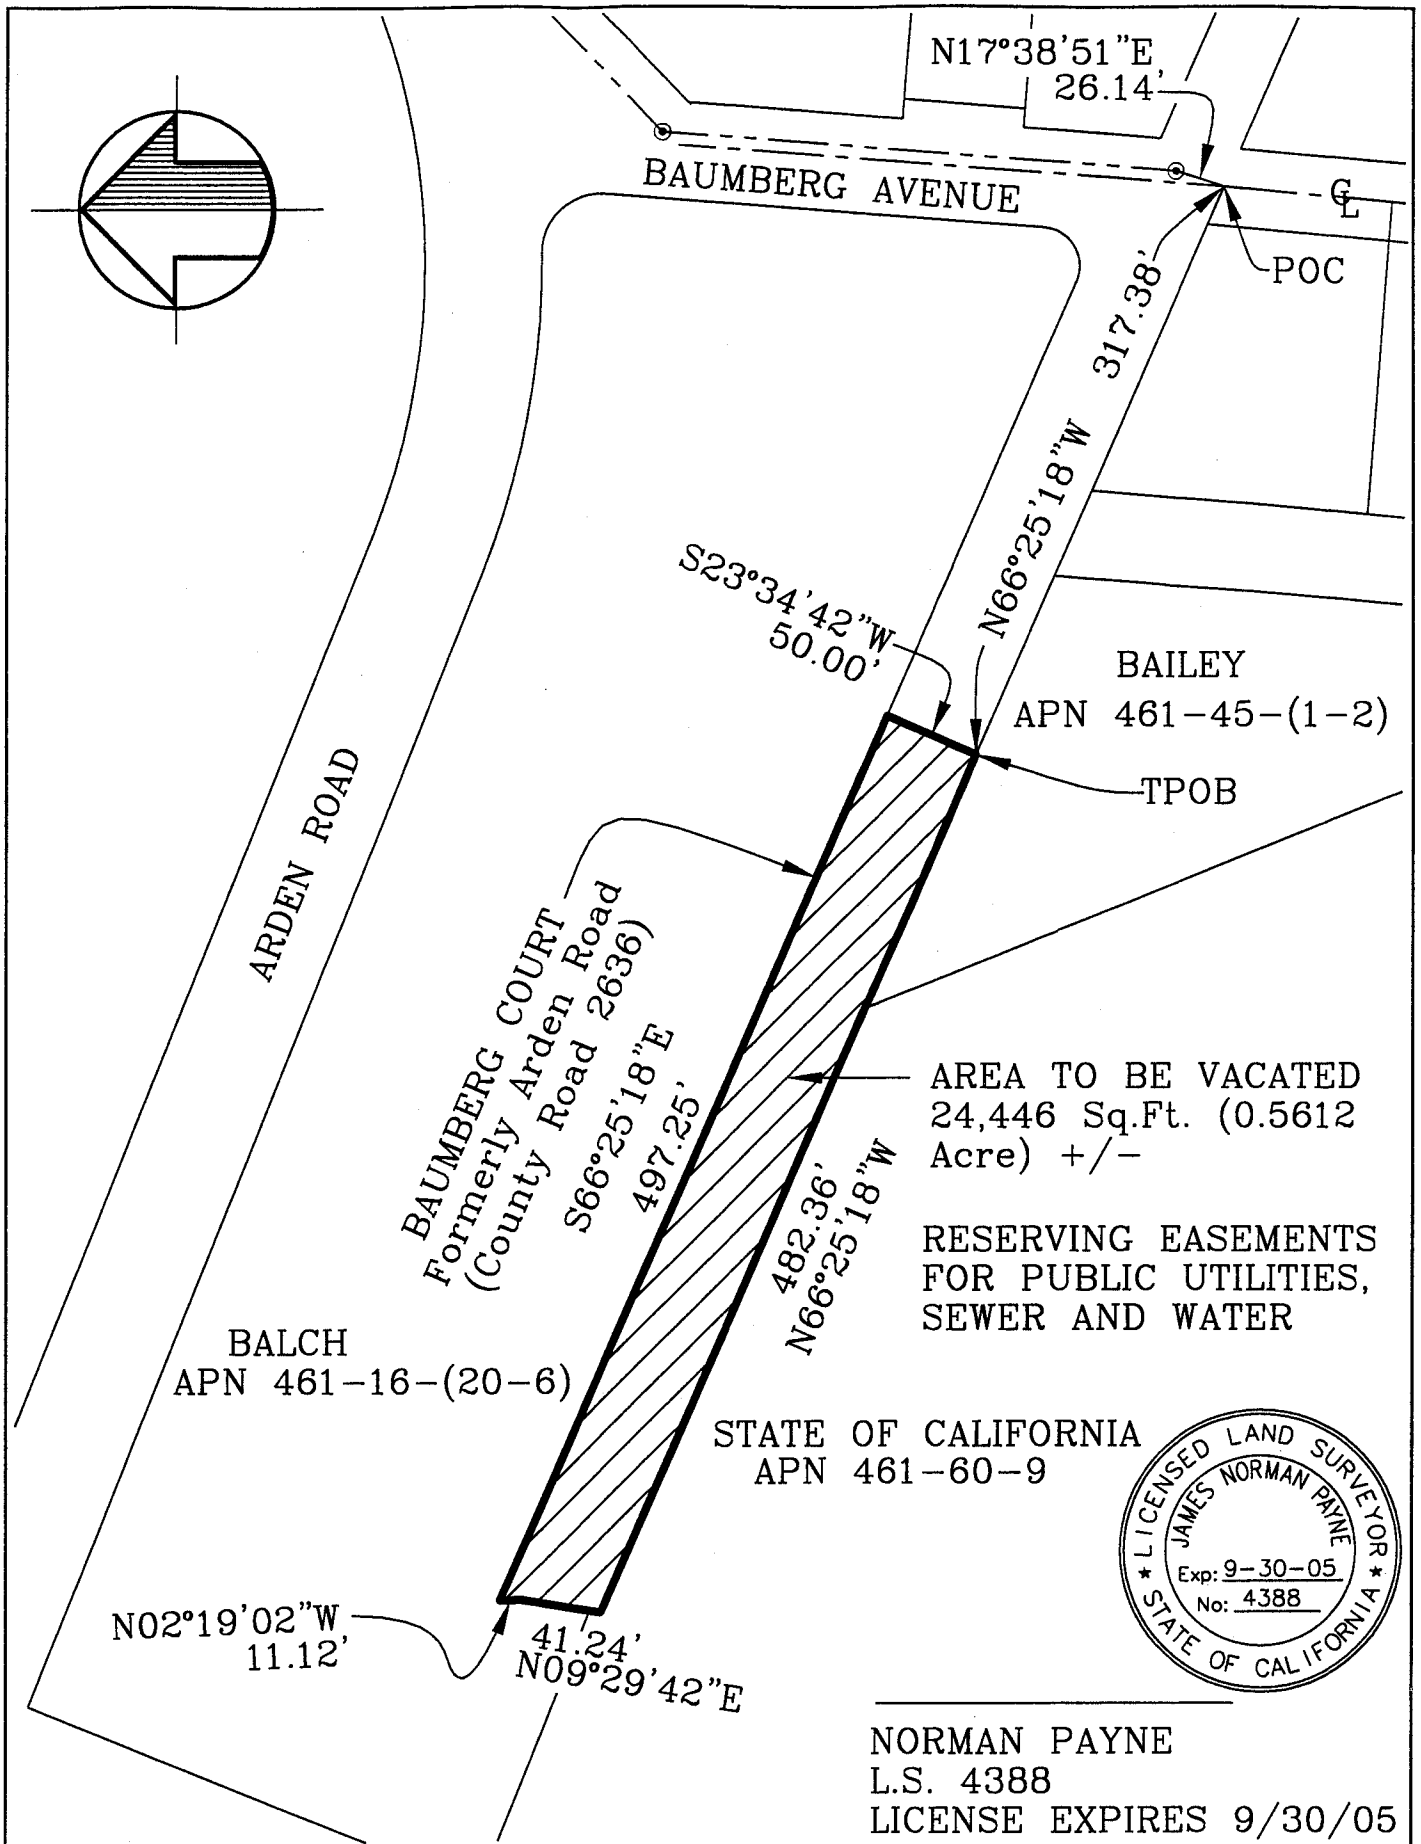 N17°38'51"E
26.14'
BAUMBERG AVENUE
CL
POC
317.38'
N66°25'18"W
S23°34'42"W
50.00'
BAILEY
APN 461-45-(1-2)
TPOB
ARDEN ROAD
BAUMBERG COURT
Formerly Arden Road
(County Road 2636)
S66°25'18"E
497.25'
AREA TO BE VACATED
24,446 Sq.Ft. (0.5612
Acre) +/-
482.36'
N66°25'18"W
RESERVING EASEMENTS
FOR PUBLIC UTILITIES,
SEWER AND WATER
BALCH
APN 461-16-(20-6)
STATE OF CALIFORNIA
APN 461-60-9
LICENSED LAND SURVEYOR
JAMES NORMAN PAYNE
Exp: 9-30-05
No: 4388
★ STATE OF CALIFORNIA ★
N02°19'02"W
11.12'
41.24'
N09°29'42"E
NORMAN PAYNE
L.S. 4388
LICENSE EXPIRES 9/30/05